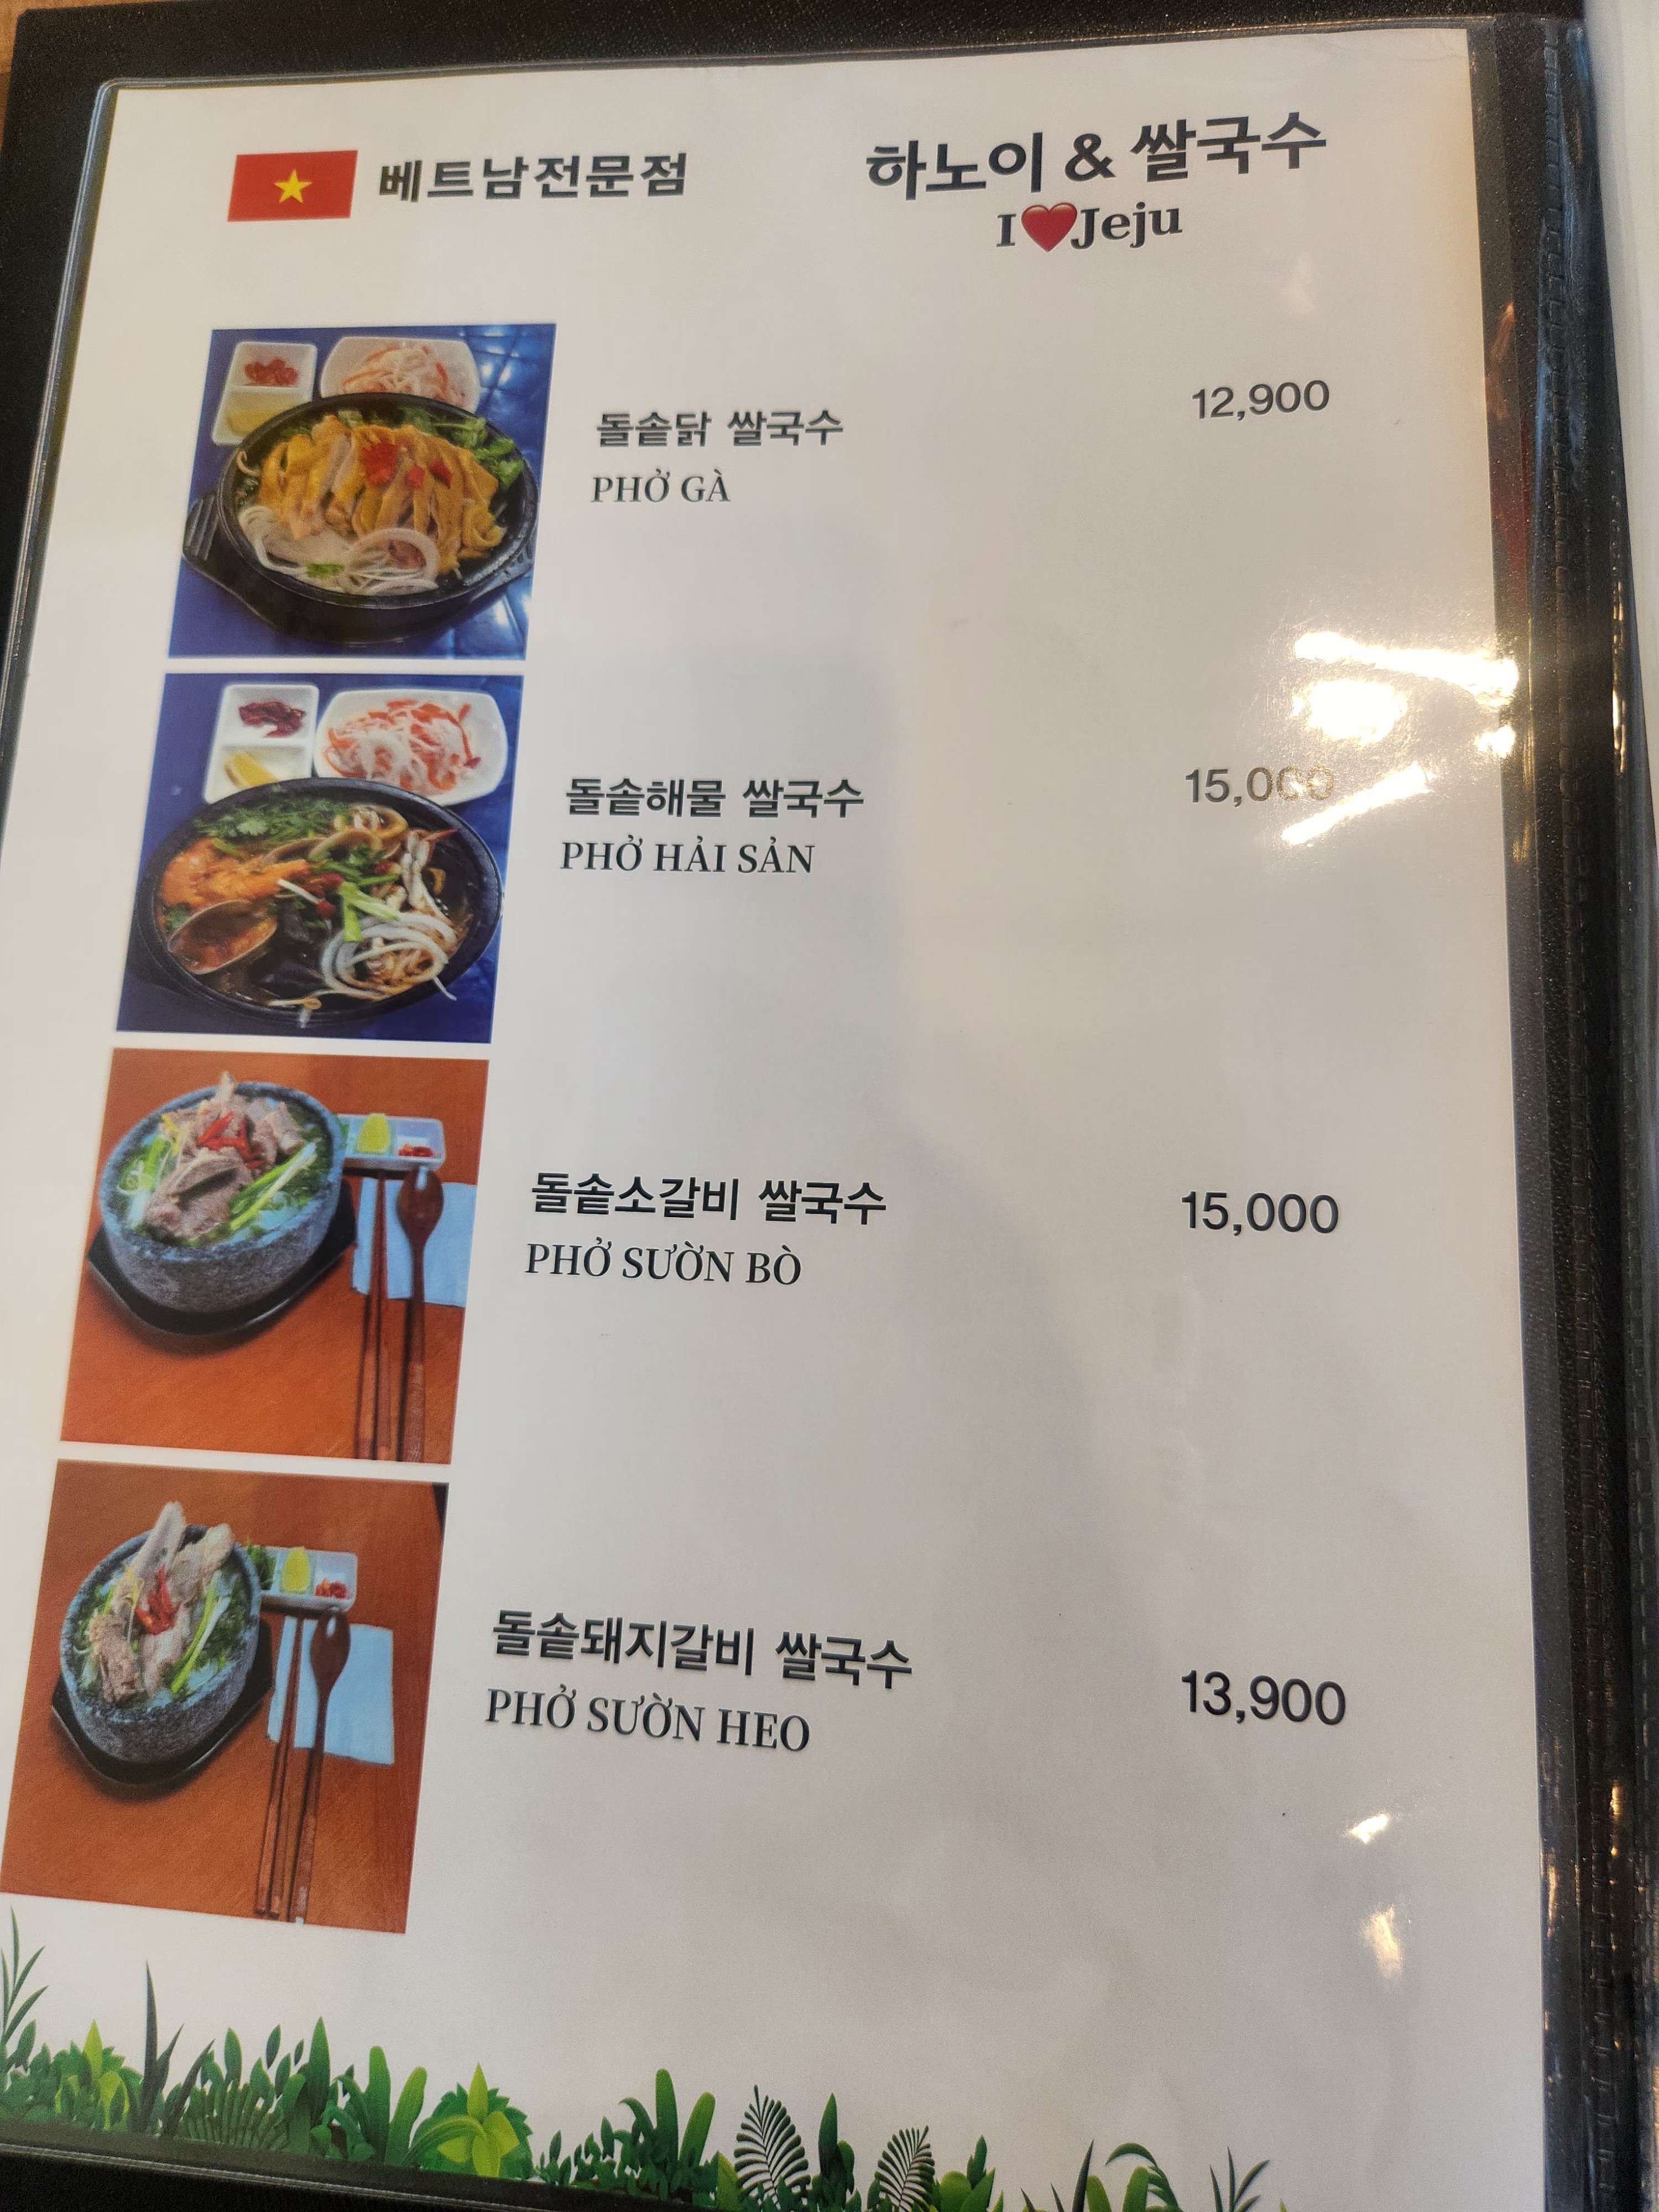 베트남전문점
하노이 & 쌀국수
I❤Jeju
돌솥닭 쌀국수
12,900
PHỞ GÀ
돌솥해물 쌀국수
15,000
PHỞ HẢI SẢN
돌솥소갈비 쌀국수
15,000
PHỞ SƯỜN BÒ
돌솥돼지갈비 쌀국수
13,900
PHỞ SƯỜN HEO